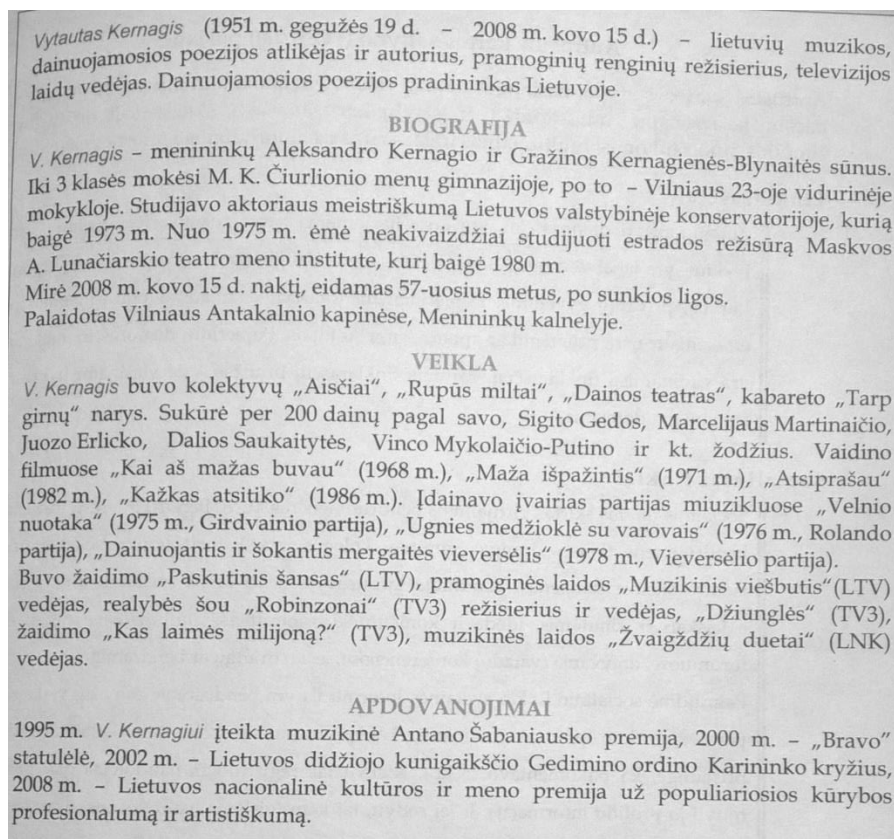 Vytautas Kernagis (1951 m. gegužės 19 d. – 2008 m. kovo 15 d.) – lietuvių muzikos,
dainuojamosios poezijos atlikėjas ir autorius, pramoginių renginių režisierius, televizijos
laidų vedėjas. Dainuojamosios poezijos pradininkas Lietuvoje.
BIOGRAFIJA
V. Kernagis – menininkų Aleksandro Kernagio ir Gražinos Kernagienės-Blynaitės sūnus.
Iki 3 klasės mokėsi M. K. Čiurlionio menų gimnazijoje, po to – Vilniaus 23-oje vidurinėje
mokykloje. Studijavo aktoriaus meistriškumą Lietuvos valstybinėje konservatorijoje, kurią
baigė 1973 m. Nuo 1975 m. ėmė neakivaizdžiai studijuoti estrados režisūrą Maskvos
A. Lunačiarskio teatro meno institute, kurį baigė 1980 m.
Mirė 2008 m. kovo 15 d. naktį, eidamas 57-uosius metus, po sunkios ligos.
Palaidotas Vilniaus Antakalnio kapinėse, Menininkų kalnelyje.
VEIKLA
V. Kernagis buvo kolektyvų „Aisčiai“, „Rupūs miltai“, „Dainos teatras“, kabareto „Tarp
girnų“ narys. Sukūrė per 200 dainų pagal savo, Sigito Gedos, Marcelijaus Martinaičio,
Juozo Erlicko, Dalios Saukaitytės, Vinco Mykolaičio-Putino ir kt. žodžius. Vaidino
filmuose „Kai aš mažas buvau“ (1968 m.), „Maža išpažintis“ (1971 m.), „Atsiprašau“
(1982 m.), „Kažkas atsitiko“ (1986 m.). Įdainavo įvairias partijas miuzikluose „Velnio
nuotaka“ (1975 m., Girdvainio partija), „Ugnies medžioklė su varovais“ (1976 m., Rolando
partija), „Dainuojantis ir šokantis mergaitės vieversėlis“ (1978 m., Vieversėlio partija).
Buvo žaidimo „Paskutinis šansas“ (LTV), pramoginės laidos „Muzikinis viešbutis“(LTV)
vedėjas, realybės šou „Robinzonai“ (TV3) režisierius ir vedėjas, „Džiunglės“ (TV3),
žaidimo „Kas laimės milijoną?“ (TV3), muzikinės laidos „Žvaigždžių duetai“ (LNK)
vedėjas.
APDOVANOJIMAI
1995 m. V. Kernagiui įteikta muzikinė Antano Šabaniausko premija, 2000 m. – „Bravo”
statulėlė, 2002 m. – Lietuvos didžiojo kunigaikščio Gedimino ordino Karininko kryžius,
2008 m. – Lietuvos nacionalinė kultūros ir meno premija už populiariosios kūrybos
profesionalumą ir artistiškumą.